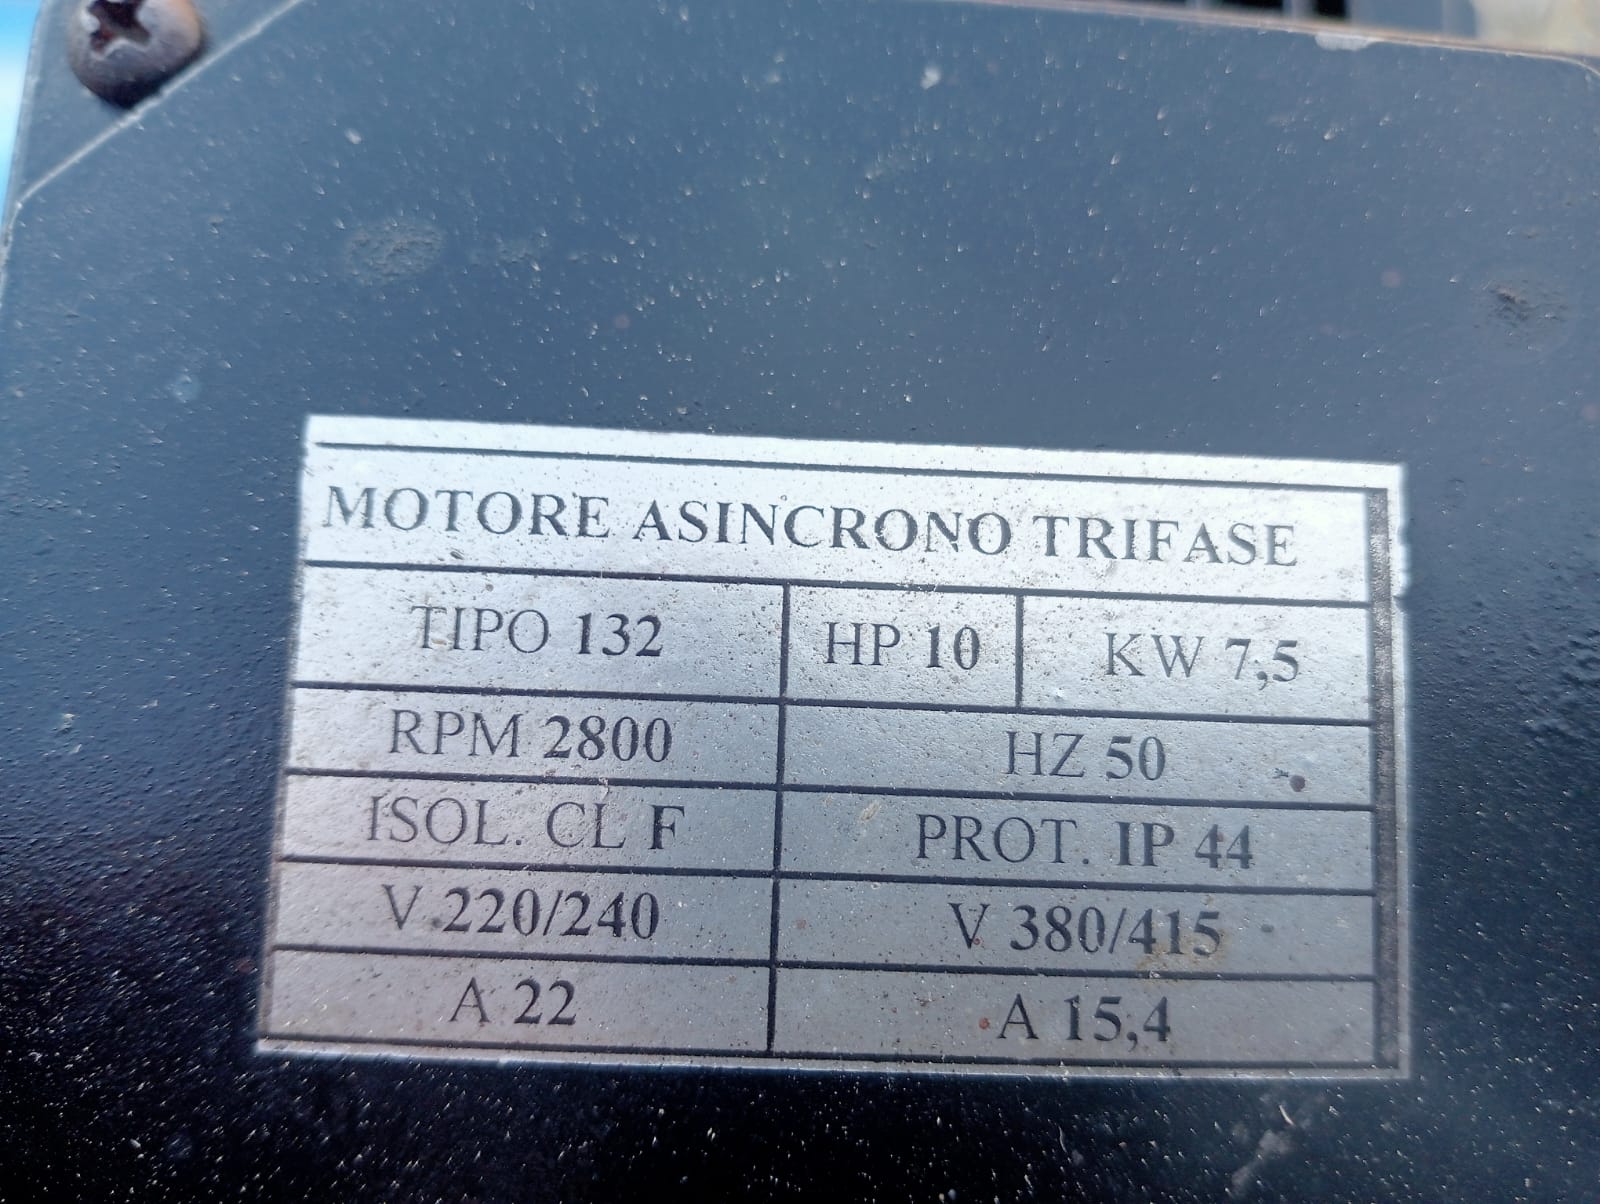 MOTORE ASINCRONO TRIFASE
TIPO 132 HP 10 KW 7,5
RPM 2800 HZ 50
ISOL. CL F PROT. IP 44
V 220/240 V 380/415
A 22 A 15,4